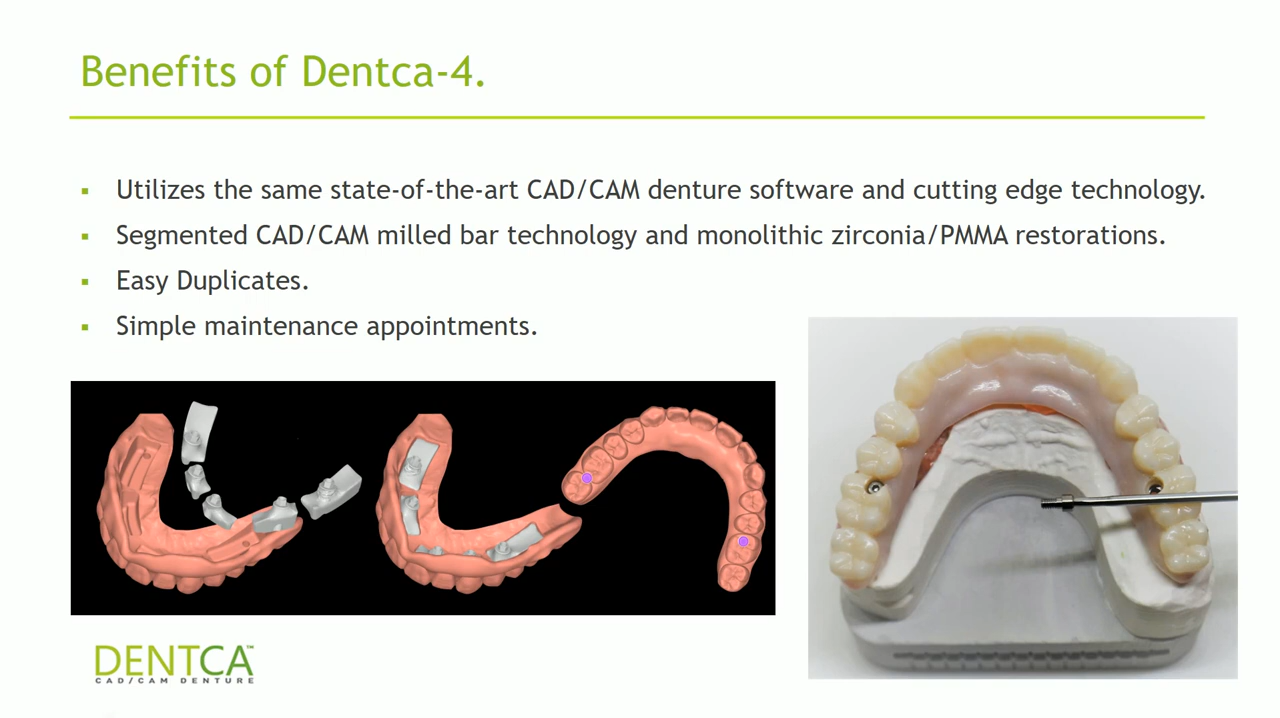 Benefits of Dentca-4.
▪ Utilizes the same state-of-the-art CAD/CAM denture software and cutting edge technology.
▪ Segmented CAD/CAM milled bar technology and monolithic zirconia/PMMA restorations.
▪ Easy Duplicates.
▪ Simple maintenance appointments.
DENTCA™
CAD/CAM DENTURE